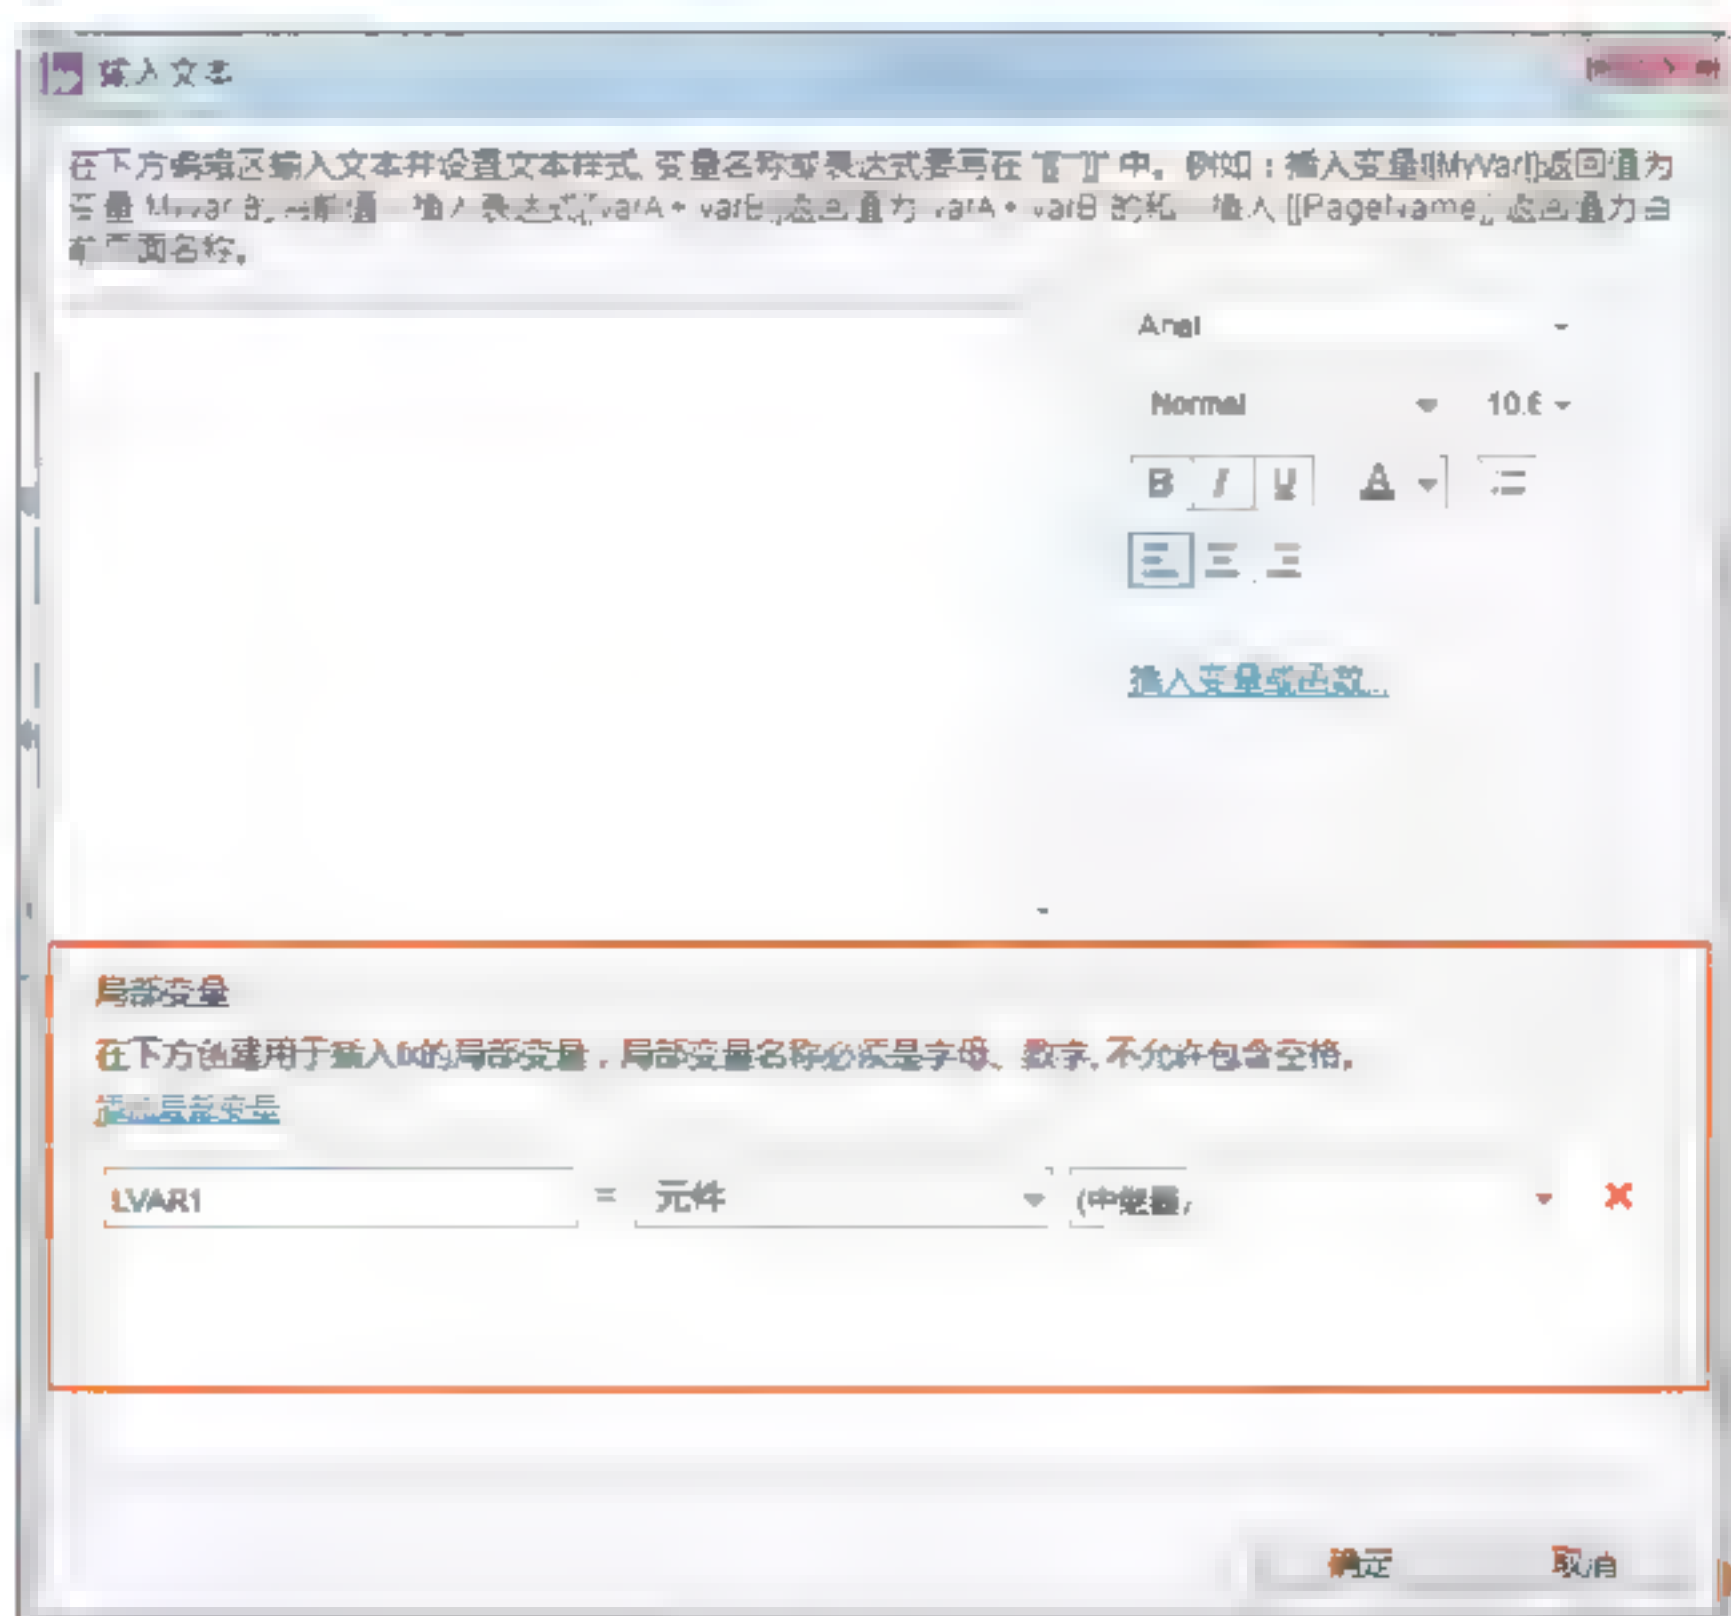 输入文本
在下方编辑区输入文本并设置文本样式, 变量名称或表达式要写在 "[[" "]]" 中。例如：插入变量[[MyVar]]返回值为
变量 "MyVar" 的当前值 插入表达式[[VarA + VarB]]返回值为 VarA + VarB 的和 插入 [[PageName]] 返回值为当
前页面名称。
Arial
Normal 10.6
B I U A
插入变量或函数...
局部变量
在下方创建用于插入fx的局部变量，局部变量名称必须是字母、数字, 不允许包含空格。
添加局部变量
LVAR1 = 元件
确定 取消